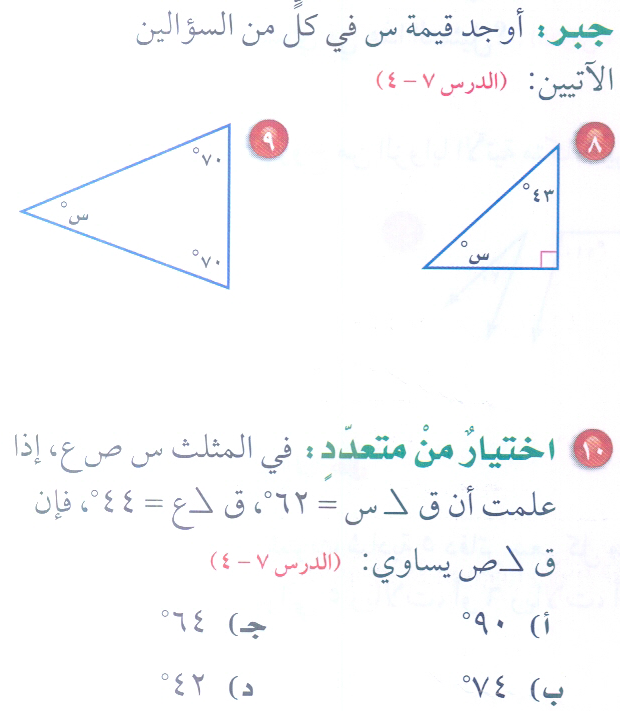 جبر: أوجد قيمة س في كلٍّ من السؤالين
الآتيين: (الدرس ٧ – ٤)
٨
٤٣°
س°
٩
٧٠°
س°
٧٠°
١٠ اختيارٌ منْ متعدّدٍ: في المثلث س ص ع، إذا
علمت أن ق ∠ س = ٦٢°، ق ∠ ع = ٤٤°، فإن
ق ∠ ص يساوي: (الدرس ٧ – ٤)
أ) ٩٠° جـ) ٦٤°
ب) ٧٤° د) ٤٢°